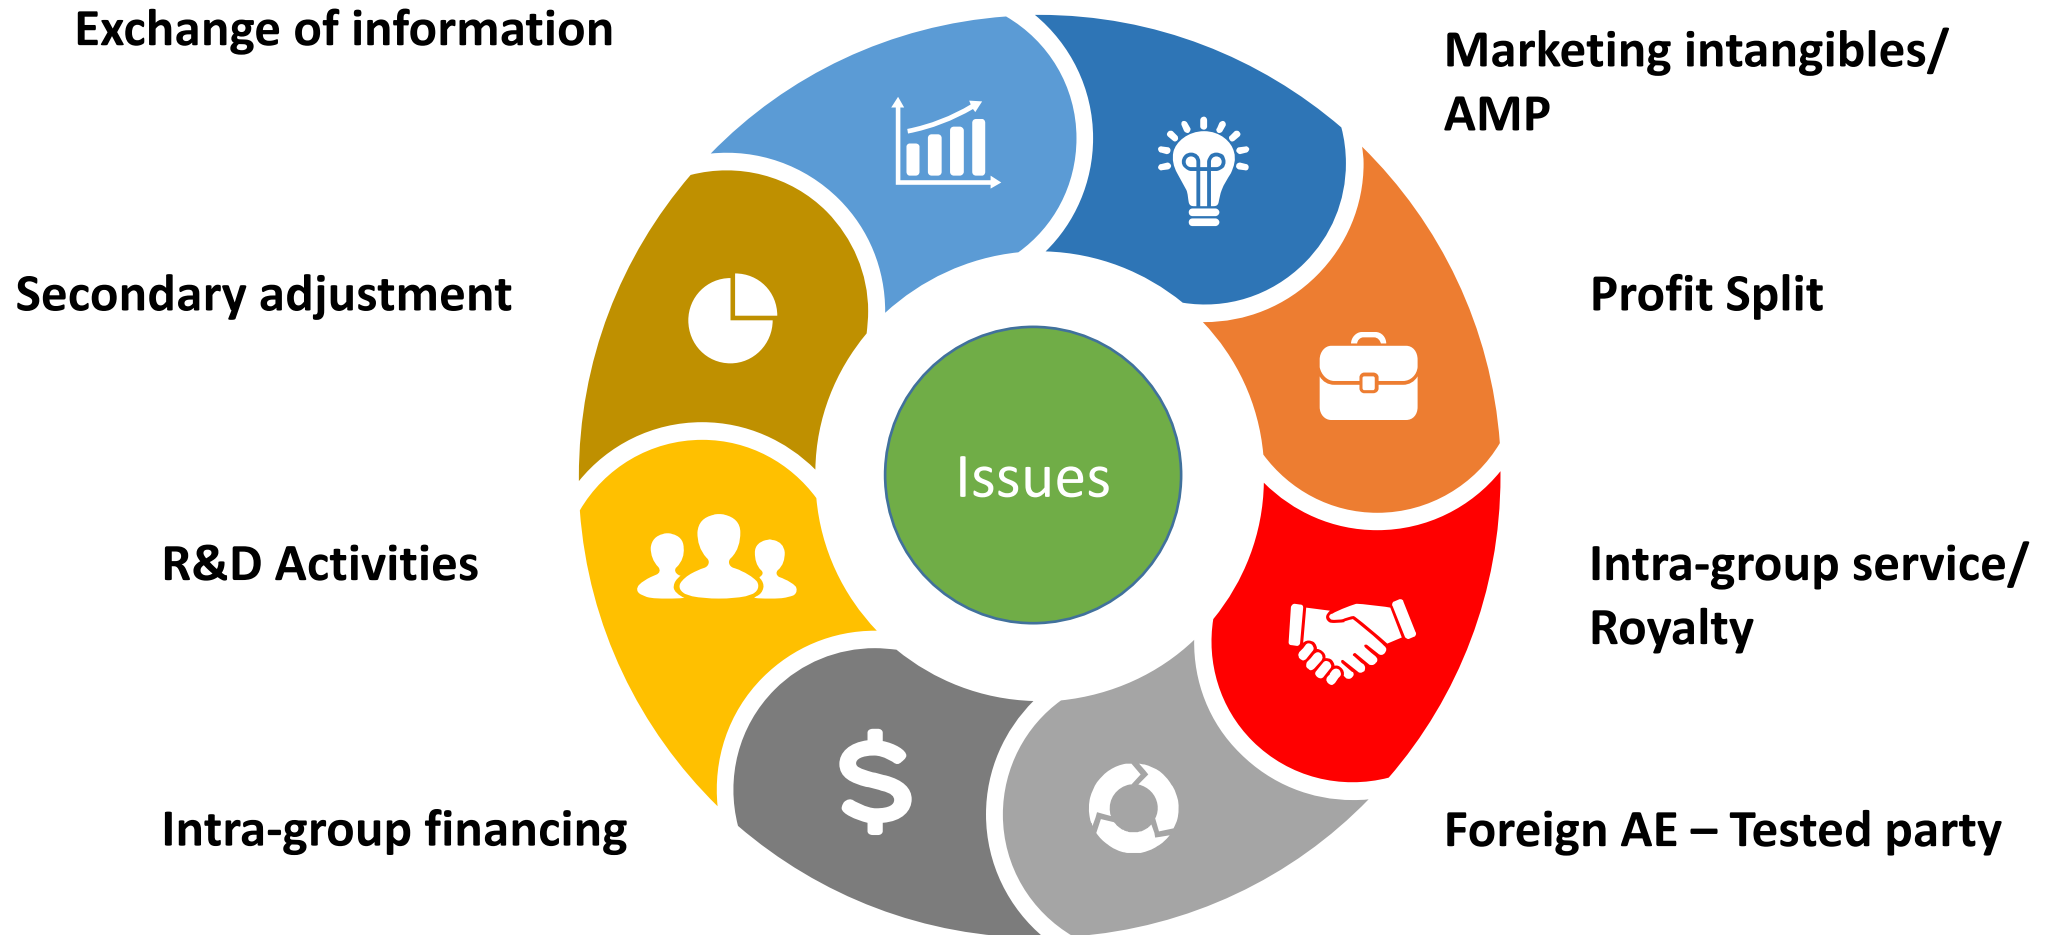 Exchange of information
Marketing intangibles/
AMP
Secondary adjustment
Profit Split
Issues
R&D Activities
Intra-group service/
Royalty
Intra-group financing
Foreign AE – Tested party